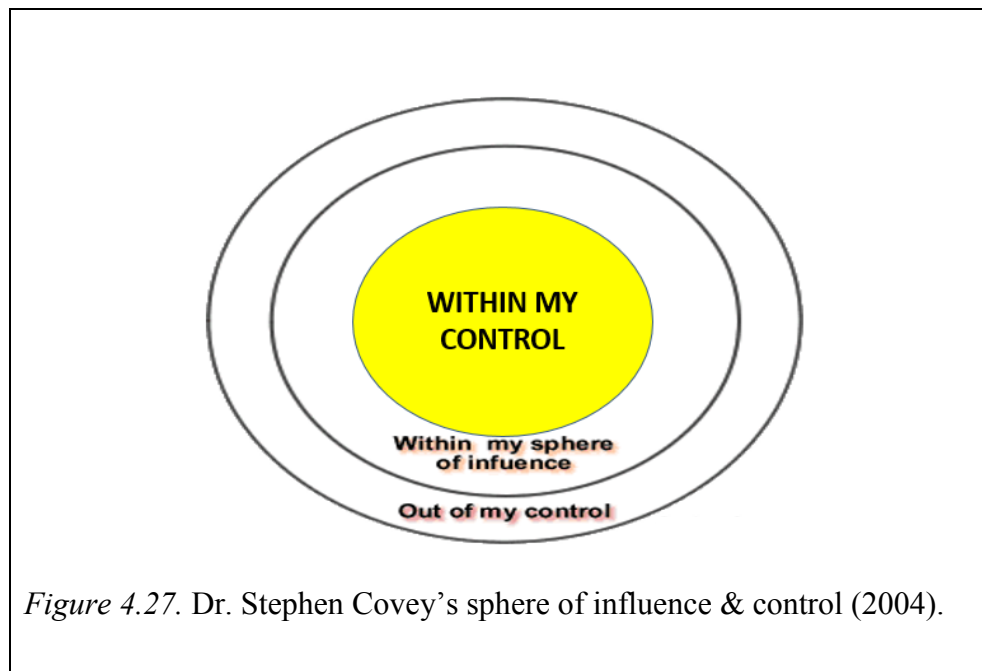 WITHIN MY
CONTROL
Within my sphere
of infuence
Out of my control
Figure 4.27. Dr. Stephen Covey’s sphere of influence & control (2004).